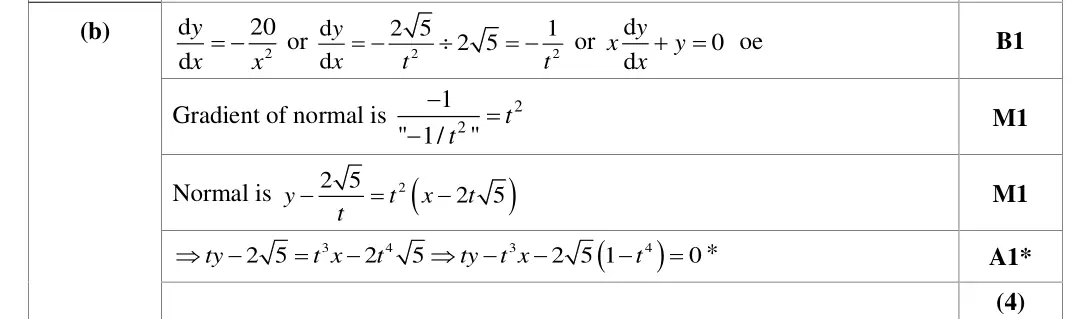 (b) dy/dx = −20/x² or dy/dx = −2√5/t² ÷ 2√5 = −1/t² or x dy/dx + y = 0 oe B1
Gradient of normal is −1/"−1/t²" = t² M1
Normal is y − 2√5/t = t²(x − 2t√5) M1
⇒ ty − 2√5 = t³x − 2t⁴√5 ⇒ ty − t³x − 2√5(1 − t⁴) = 0 * A1*
(4)